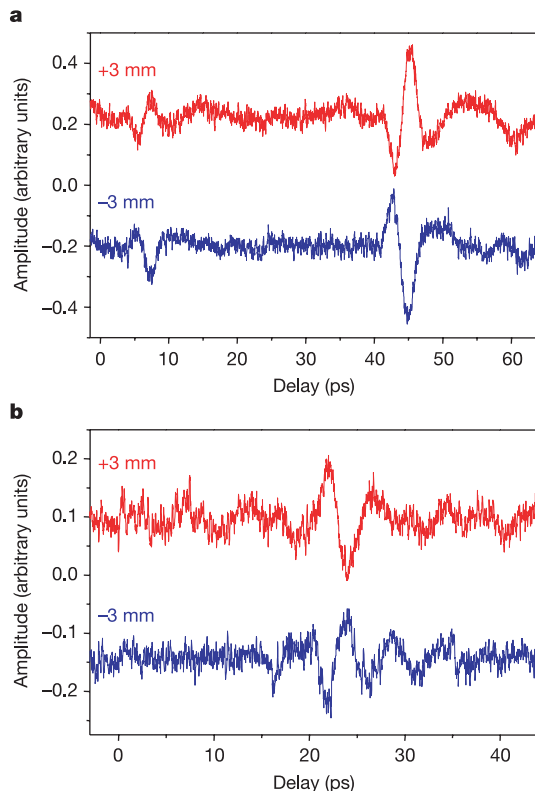 a
Amplitude (arbitrary units)
0.4
0.2
0.0
–0.2
–0.4
+3 mm
–3 mm
0 10 20 30 40 50 60
Delay (ps)
b
Amplitude (arbitrary units)
0.2
0.1
0.0
–0.1
–0.2
+3 mm
–3 mm
0 10 20 30 40
Delay (ps)